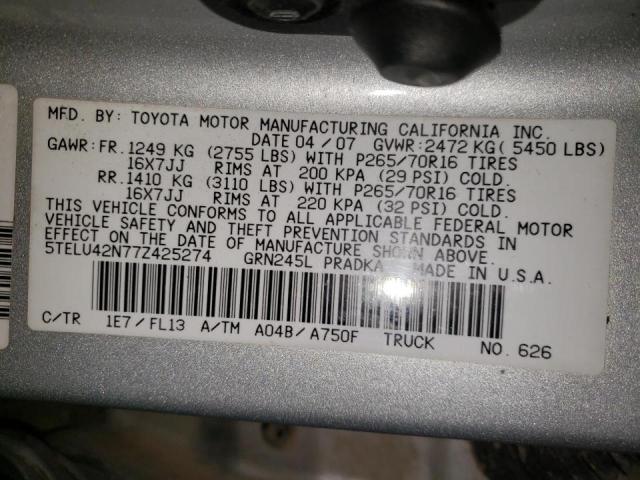 MFD. BY: TOYOTA MOTOR MANUFACTURING CALIFORNIA INC.
DATE 04 / 07 GVWR:2472 KG( 5450 LBS)
GAWR:FR.1249 KG (2755 LBS) WITH P265/70R16 TIRES
16X7JJ RIMS AT 200 KPA (29 PSI) COLD.
RR.1410 KG (3110 LBS) WITH P265/70R16 TIRES
16X7JJ RIMS AT 220 KPA (32 PSI) COLD.
THIS VEHICLE CONFORMS TO ALL APPLICABLE FEDERAL MOTOR
VEHICLE SAFETY AND THEFT PREVENTION STANDARDS IN
EFFECT ON THE DATE OF MANUFACTURE SHOWN ABOVE.
5TELU42N77Z425274 GRN245L PRADKA MADE IN U.S.A.
C/TR 1E7/FL13 A/TM A04B/A750F TRUCK NO. 626